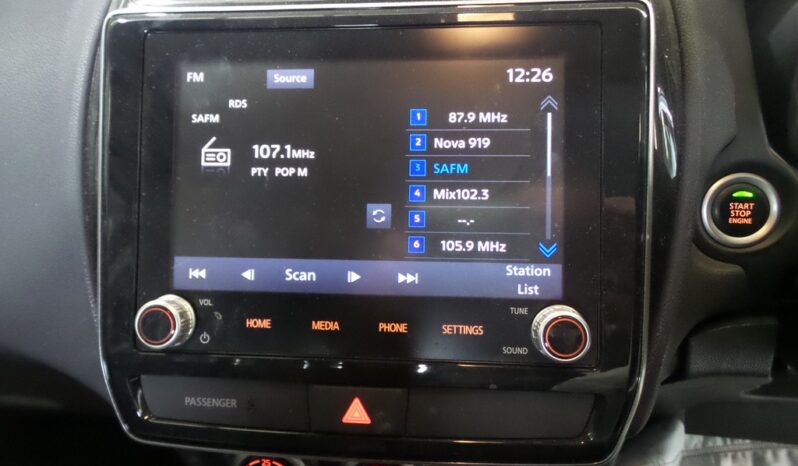 FM
Source
12:26
RDS
SAFM
107.1MHz
PTY POP M
1 87.9 MHz
2 Nova 919
3 SAFM
4 Mix102.3
5 --.-
6 105.9 MHz
Scan
Station
List
VOL
TUNE
HOME
MEDIA
PHONE
SETTINGS
SOUND
PASSENGER
START
STOP
ENGINE
25